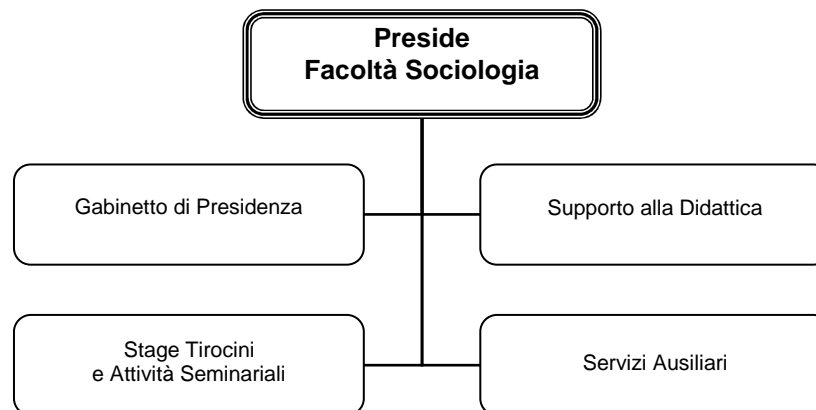 Preside
Facoltà Sociologia
Gabinetto di Presidenza
Supporto alla Didattica
Stage Tirocini
e Attività Seminariali
Servizi Ausiliari